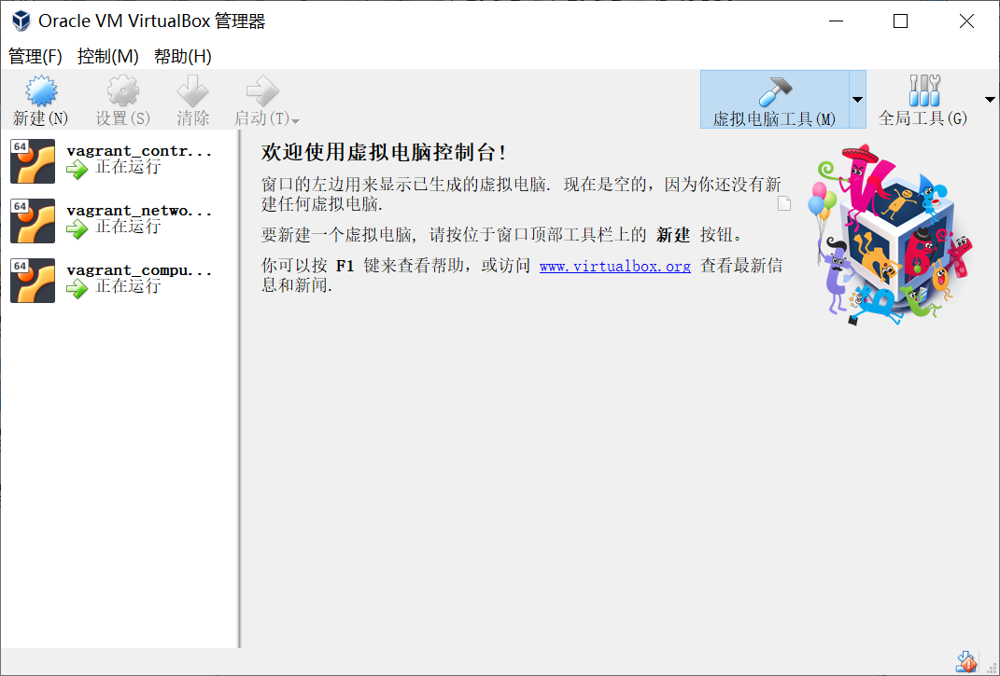 Oracle VM VirtualBox 管理器
管理(F) 控制(M) 帮助(H)
新建(N) 设置(S) 清除 启动(T) 虚拟电脑工具(M) 全局工具(G)
64 vagrant_contr...
正在运行
64 vagrant_netwo...
正在运行
64 vagrant_compu...
正在运行
欢迎使用虚拟电脑控制台!
窗口的左边用来显示已生成的虚拟电脑. 现在是空的, 因为你还没有新
建任何虚拟电脑.
要新建一个虚拟电脑, 请按位于窗口顶部工具栏上的 新建 按钮。
你可以按 F1 键来查看帮助，或访问 www.virtualbox.org 查看最新信
息和新闻.